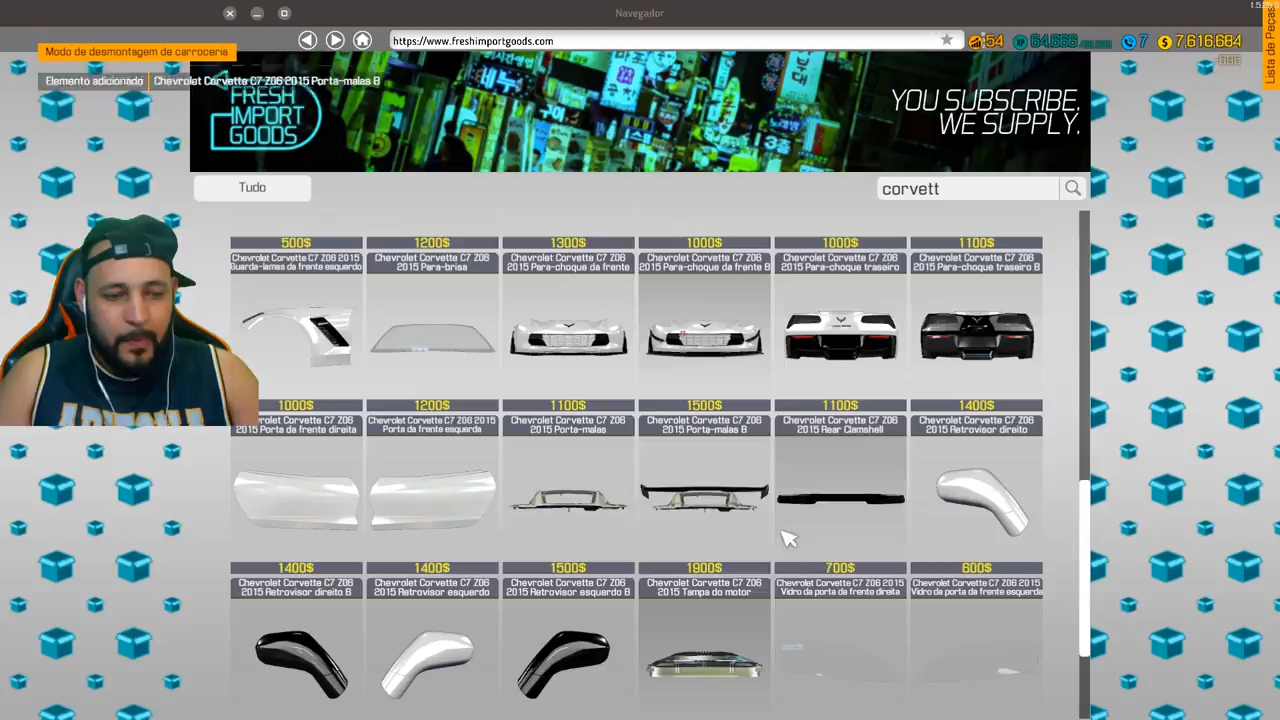 Navegador
1.5.26.3
https://www.freshimportgoods.com
54
7
7,616,684
Lista de Peças
Modo de desmontagem de carroceria
Elemento adicionado
Chevrolet Corvette C7 Z06 2015 Porta-malas B
FRESH
IMPORT
GOODS
YOU SUBSCRIBE.
WE SUPPLY.
Tudo
corvett
500$
1200$
1300$
1000$
1000$
1100$
Chevrolet Corvette C7 Z06 2015
Guarda-lamas da frente esquerdo
Chevrolet Corvette C7 Z06
2015 Para-brisa
Chevrolet Corvette C7 Z06
2015 Para-choque da frente
Chevrolet Corvette C7 Z06
2015 Para-choque da frente B
Chevrolet Corvette C7 Z06
2015 Para-choque traseiro
Chevrolet Corvette C7 Z06
2015 Para-choque traseiro B
1000$
1200$
1100$
1500$
1100$
1400$
Chevrolet Corvette C7 Z06
2015 Porta da frente direita
Chevrolet Corvette C7 Z06 2015
Porta da frente esquerda
Chevrolet Corvette C7 Z06
2015 Porta-malas
Chevrolet Corvette C7 Z06
2015 Porta-malas B
Chevrolet Corvette C7 Z06
2015 Rear Clamshell
Chevrolet Corvette C7 Z06
2015 Retrovisor direito
1400$
1400$
1500$
1900$
700$
600$
Chevrolet Corvette C7 Z06
2015 Retrovisor direito B
Chevrolet Corvette C7 Z06
2015 Retrovisor esquerdo
Chevrolet Corvette C7 Z06
2015 Retrovisor esquerdo B
Chevrolet Corvette C7 Z06
2015 Tampa do motor
Chevrolet Corvette C7 Z06 2015
Vidro da porta da frente direita
Chevrolet Corvette C7 Z06 2015
Vidro da porta da frente esquerda